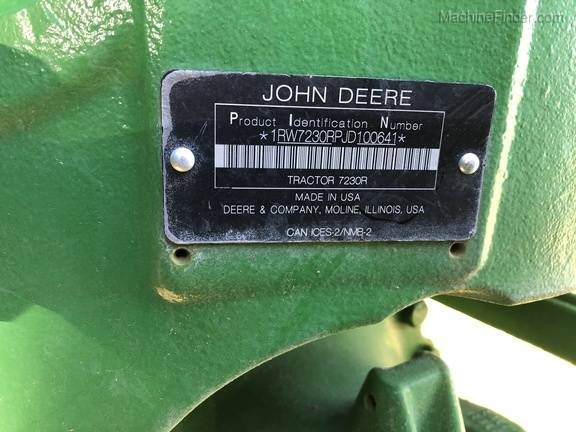 MachineFinder.com
JOHN DEERE
Product Identification Number
*1RW7230RPJD100641*
TRACTOR 7230R
MADE IN USA
DEERE & COMPANY, MOLINE, ILLINOIS, USA
CAN ICES-2/NMB-2